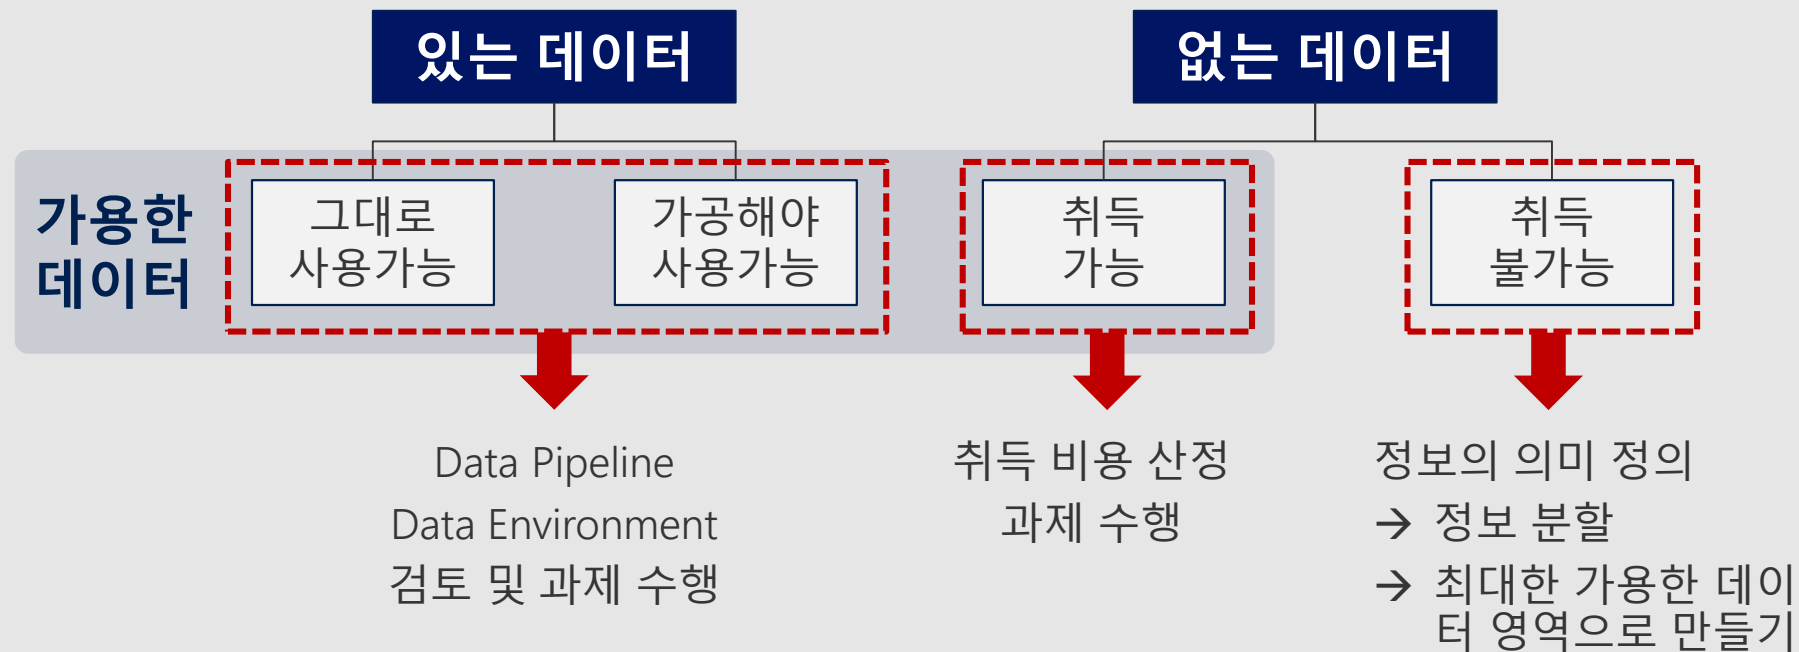 있는 데이터
없는 데이터
가용한
데이터
그대로
사용가능
가공해야
사용가능
취득
가능
취득
불가능
Data Pipeline
Data Environment
검토 및 과제 수행
취득 비용 산정
과제 수행
정보의 의미 정의
→ 정보 분할
→ 최대한 가용한 데이
터 영역으로 만들기